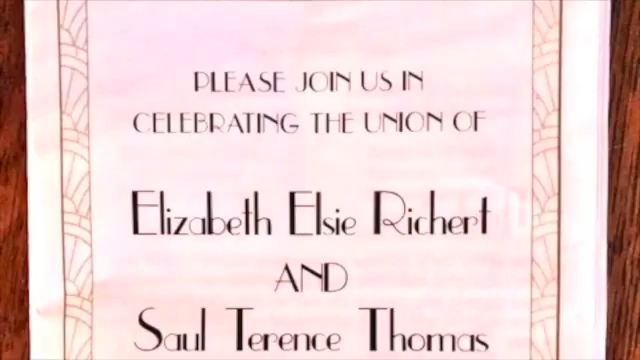 PLEASE JOIN US IN
CELEBRATING THE UNION OF
Elizabeth Elsie Richert
AND
Saul Terence Thomas